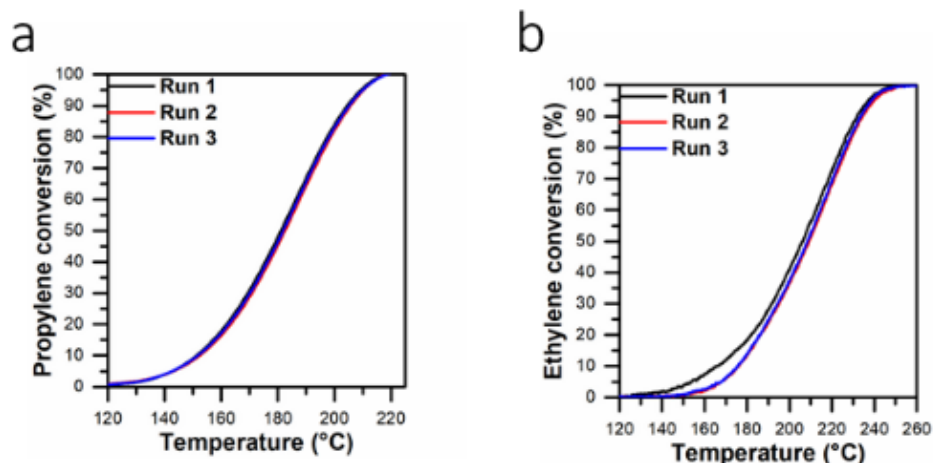 a
Propylene conversion (%)
100
90
80
70
60
50
40
30
20
10
0
Run 1
Run 2
Run 3
120 140 160 180 200 220
Temperature (°C)
b
Ethylene conversion (%)
100
90
80
70
60
50
40
30
20
10
0
Run 1
Run 2
Run 3
120 140 160 180 200 220 240 260
Temperature (°C)